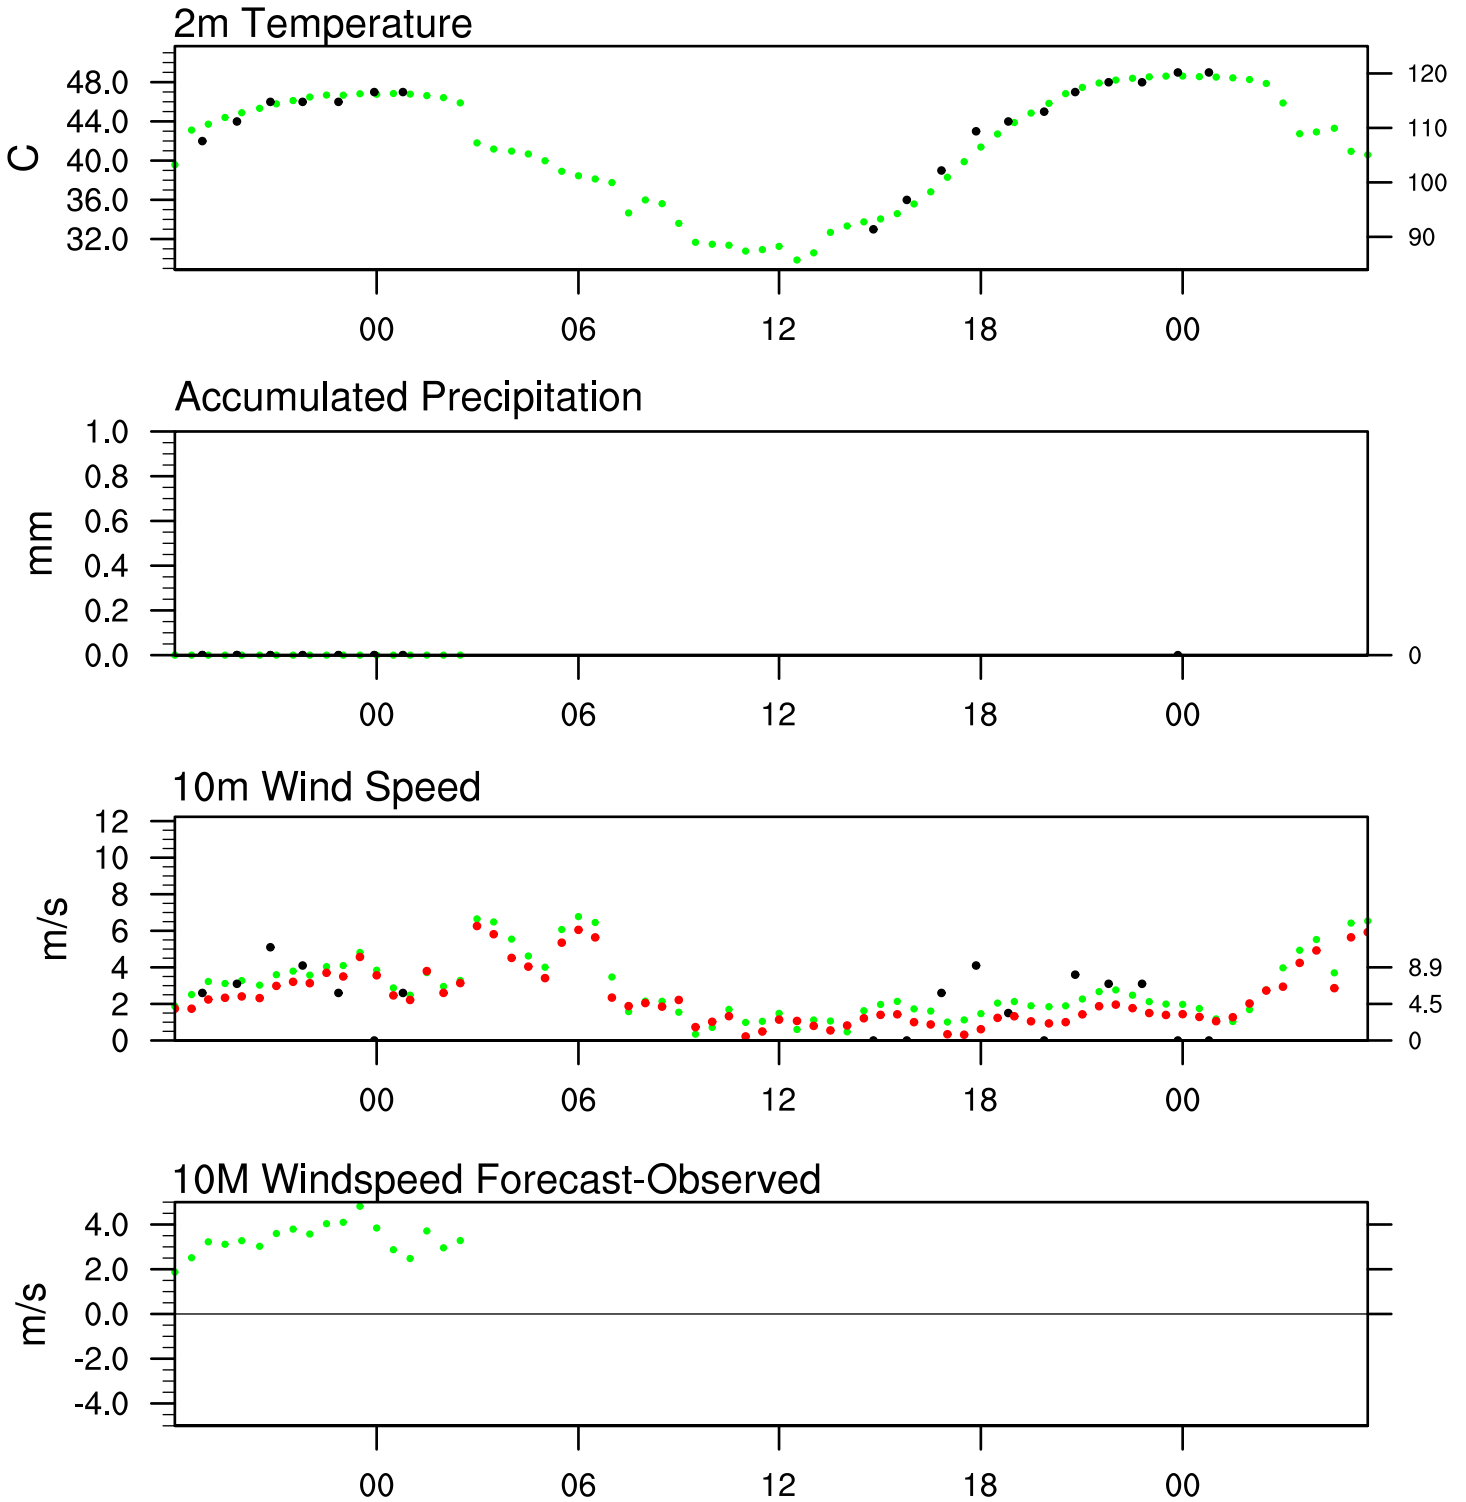 2m Temperature
48.0
44.0
40.0
36.0
32.0
C
120
110
100
90
00 06 12 18 00
Accumulated Precipitation
1.0
0.8
0.6
0.4
0.2
0.0
mm
0
00 06 12 18 00
10m Wind Speed
12
10
8
6
4
2
0
m/s
8.9
4.5
0
00 06 12 18 00
10M Windspeed Forecast-Observed
4.0
2.0
0.0
-2.0
-4.0
m/s
00 06 12 18 00